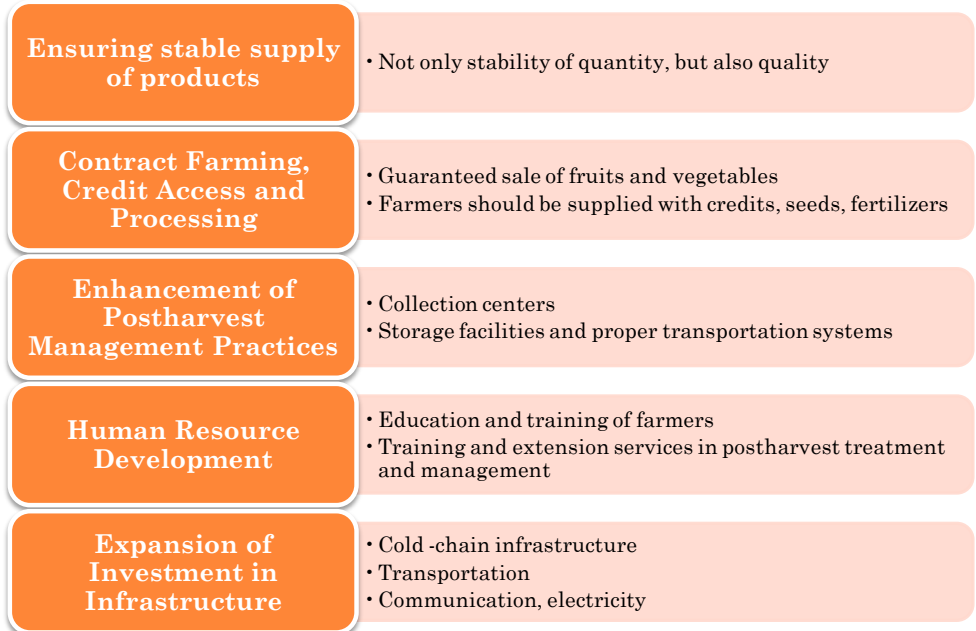 Ensuring stable supply
of products
• Not only stability of quantity, but also quality
Contract Farming,
Credit Access and
Processing
• Guaranteed sale of fruits and vegetables
• Farmers should be supplied with credits, seeds, fertilizers
Enhancement of
Postharvest
Management Practices
• Collection centers
• Storage facilities and proper transportation systems
Human Resource
Development
• Education and training of farmers
• Training and extension services in postharvest treatment
and management
Expansion of
Investment in
Infrastructure
• Cold -chain infrastructure
• Transportation
• Communication, electricity